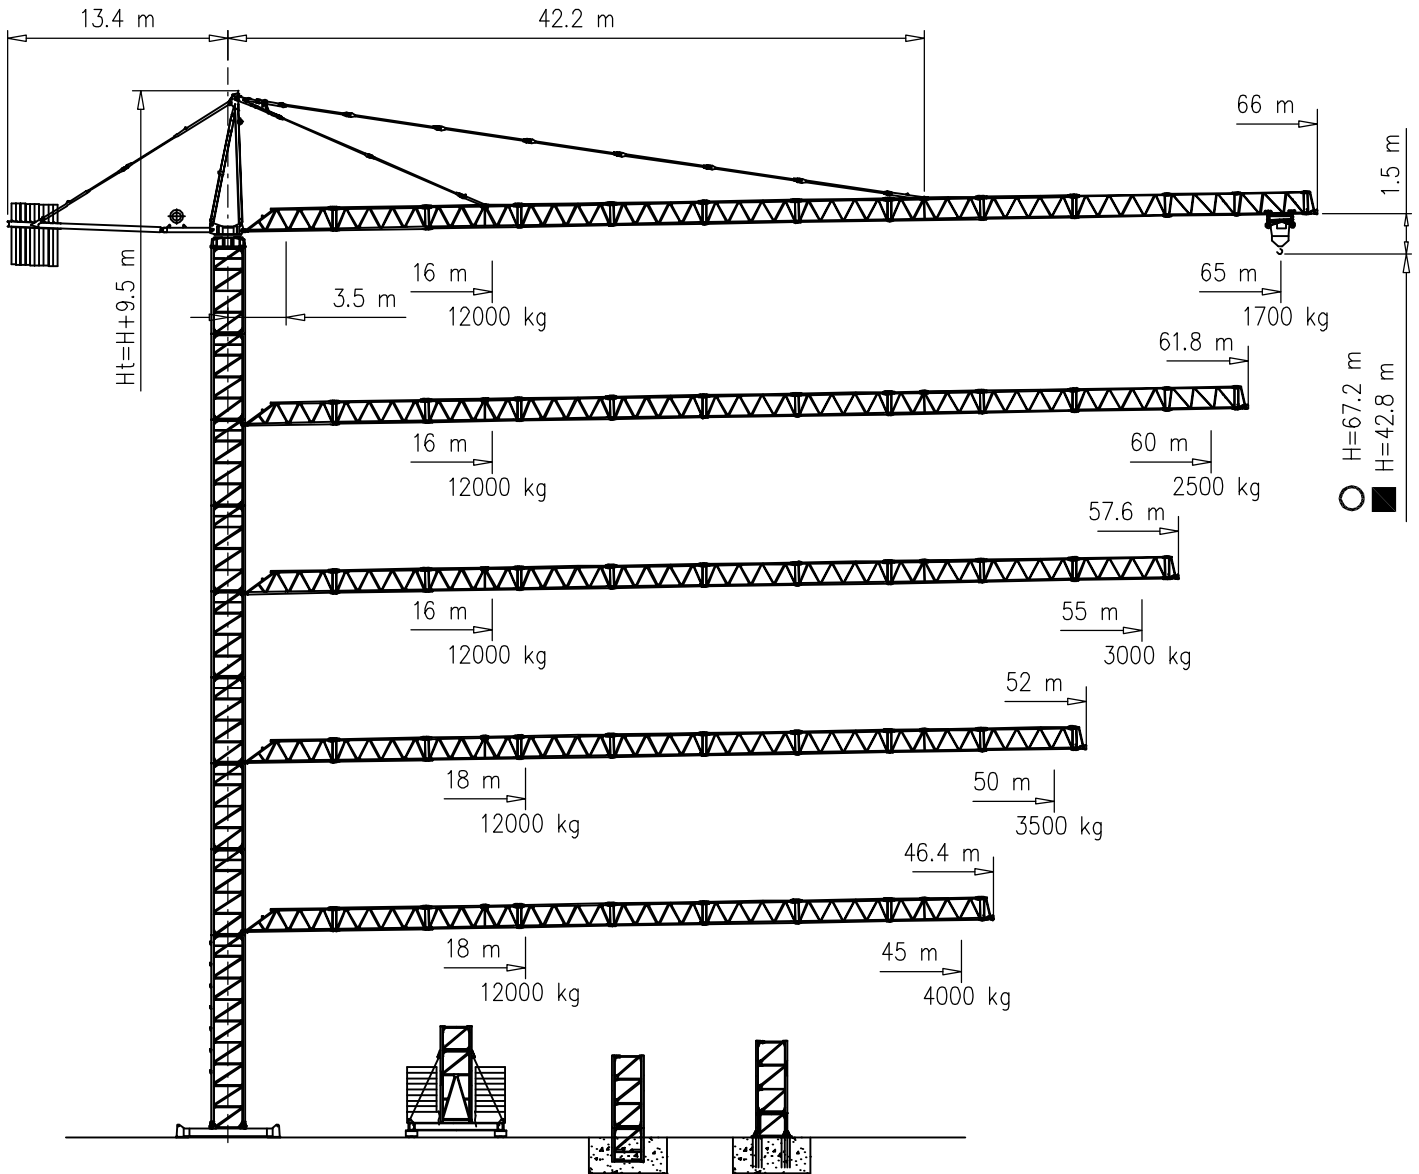 13.4 m
42.2 m
66 m
1.5 m
Ht=H+9.5 m
3.5 m
16 m
12000 kg
65 m
1700 kg
61.8 m
H=67.2 m
H=42.8 m
16 m
12000 kg
60 m
2500 kg
57.6 m
16 m
12000 kg
55 m
3000 kg
52 m
18 m
12000 kg
50 m
3500 kg
46.4 m
18 m
12000 kg
45 m
4000 kg